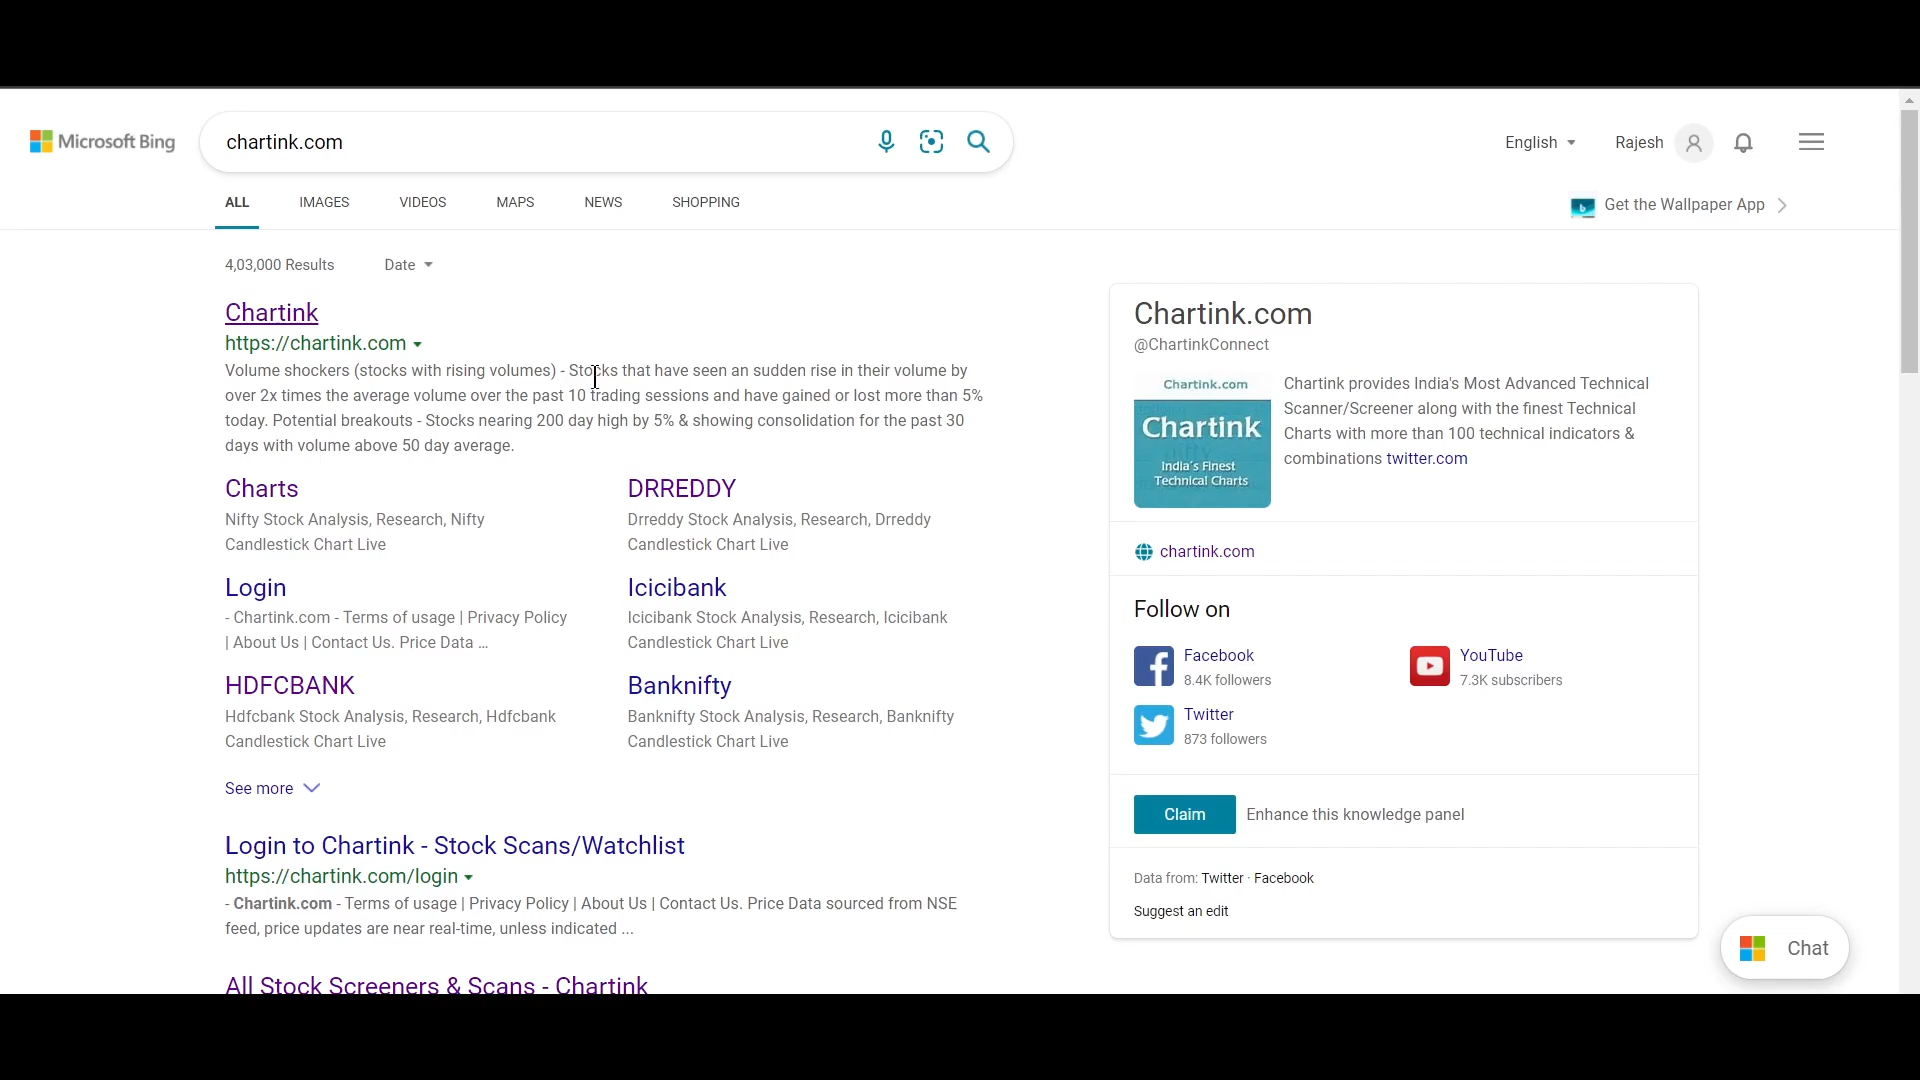 Microsoft Bing
chartink.com
English
Rajesh
ALL IMAGES VIDEOS MAPS NEWS SHOPPING
Get the Wallpaper App
4,03,000 Results Date
Chartink
https://chartink.com
Volume shockers (stocks with rising volumes) - Stocks that have seen an sudden rise in their volume by
over 2x times the average volume over the past 10 trading sessions and have gained or lost more than 5%
today. Potential breakouts - Stocks nearing 200 day high by 5% & showing consolidation for the past 30
days with volume above 50 day average.
Charts
Nifty Stock Analysis, Research, Nifty
Candlestick Chart Live
DRREDDY
Drreddy Stock Analysis, Research, Drreddy
Candlestick Chart Live
Login
- Chartink.com - Terms of usage | Privacy Policy
| About Us | Contact Us. Price Data ...
Icicibank
Icicibank Stock Analysis, Research, Icicibank
Candlestick Chart Live
HDFCBANK
Hdfcbank Stock Analysis, Research, Hdfcbank
Candlestick Chart Live
Banknifty
Banknifty Stock Analysis, Research, Banknifty
Candlestick Chart Live
See more
Login to Chartink - Stock Scans/Watchlist
https://chartink.com/login
- Chartink.com - Terms of usage | Privacy Policy | About Us | Contact Us. Price Data sourced from NSE
feed, price updates are near real-time, unless indicated ...
All Stock Screeners & Scans - Chartink
Chartink.com
@ChartinkConnect
Chartink.com
Chartink
India's Finest
Technical Charts
Chartink provides India's Most Advanced Technical
Scanner/Screener along with the finest Technical
Charts with more than 100 technical indicators &
combinations twitter.com
chartink.com
Follow on
Facebook
8.4K followers
YouTube
7.3K subscribers
Twitter
873 followers
Claim Enhance this knowledge panel
Data from: Twitter · Facebook
Suggest an edit
Chat